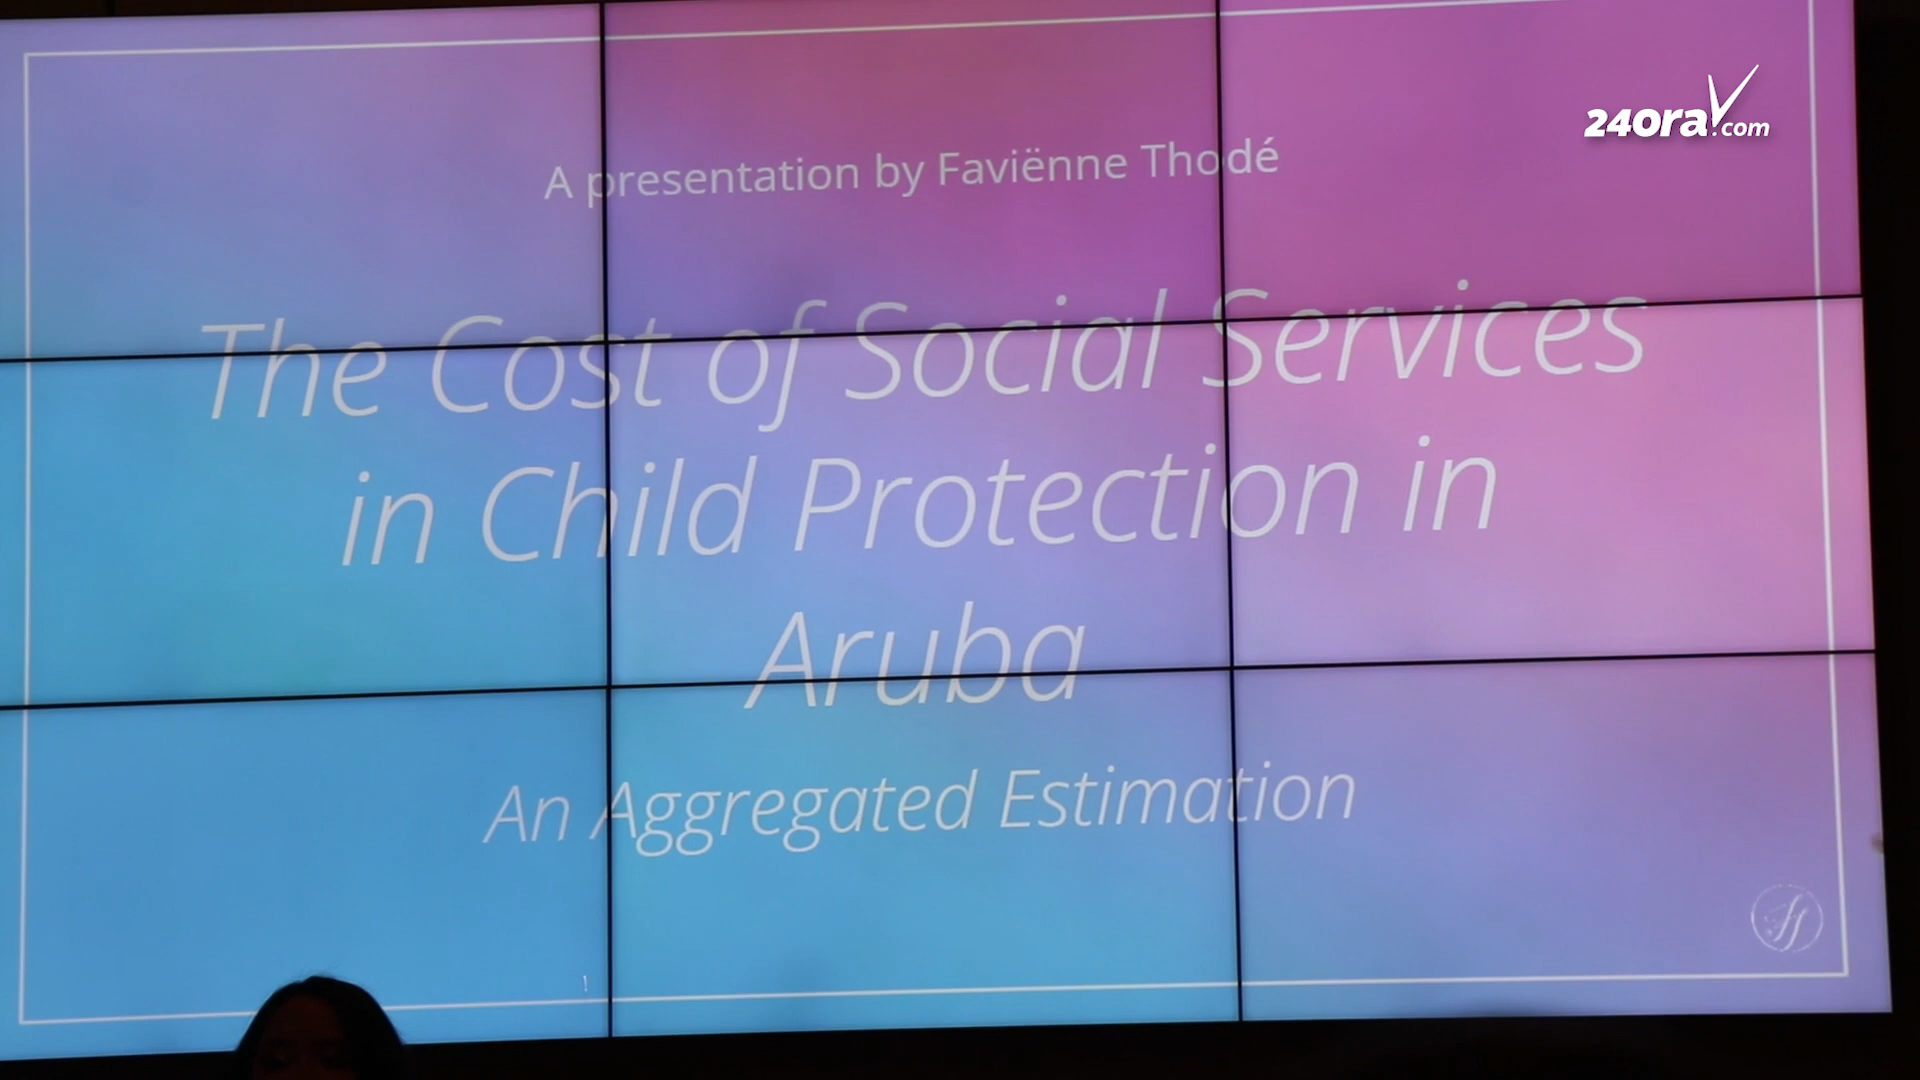 24ora.com
A presentation by Faviënne Thodé
The Cost of Social Services
in Child Protection in
Aruba
An Aggregated Estimation